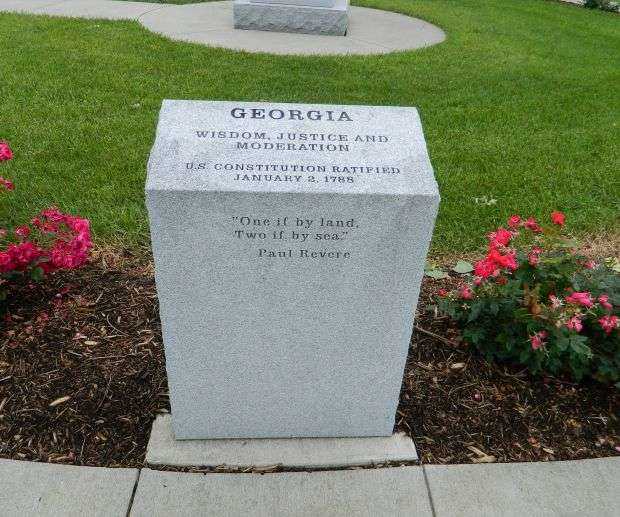 GEORGIA
WISDOM, JUSTICE AND
MODERATION
U.S. CONSTITUTION RATIFIED
JANUARY 2, 1788
"One if by land,
Two if by sea."
Paul Revere